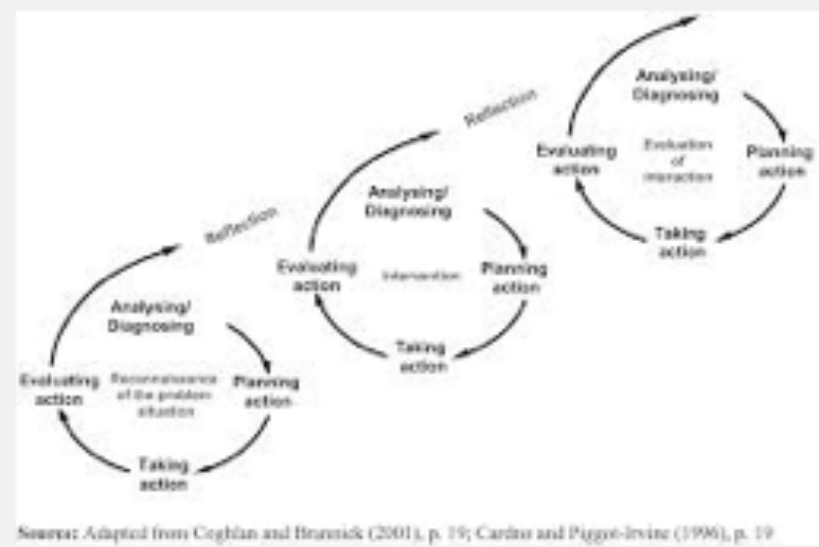 Analysing/
Diagnosing
Evaluating
action
Evaluation
of
interaction
Planning
action
Taking
action
Reflection
Analysing/
Diagnosing
Evaluating
action
Intervention
Planning
action
Taking
action
Reflection
Analysing/
Diagnosing
Evaluating
action
Reconnaissance
of the problem
situation
Planning
action
Taking
action
Source: Adapted from Coghlan and Brannick (2001), p. 19; Cardno and Piggot-Irvine (1996), p. 19